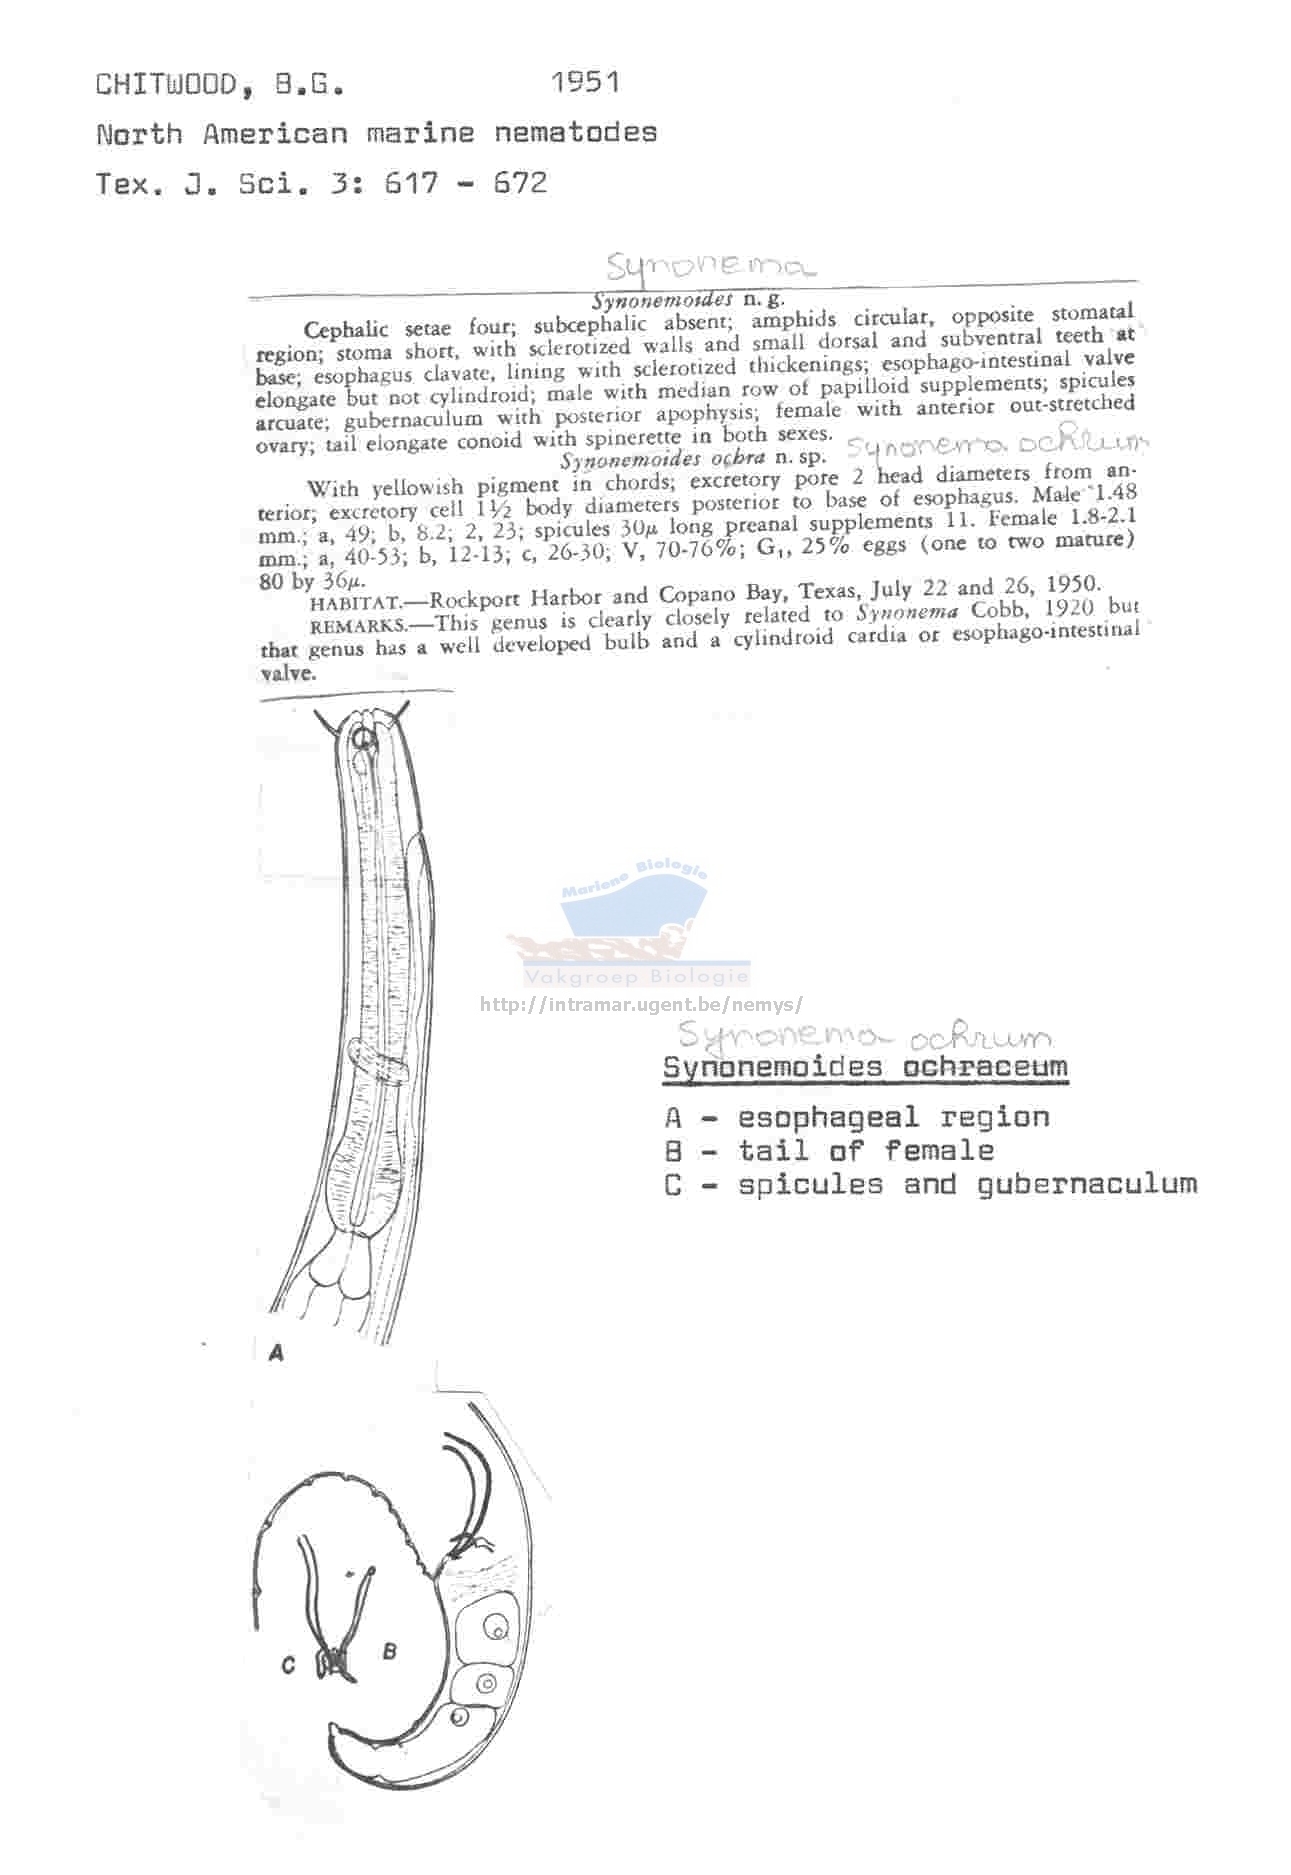 CHITWOOD, B.G. 1951
North American marine nematodes
Tex. J. Sci. 3: 617 - 672
Synonema
Synonemoides n. g.
Cephalic setae four; subcephalic absent; amphids circular, opposite stomatal
region; stoma short, with sclerotized walls and small dorsal and subventral teeth at
base; esophagus clavate, lining with sclerotized thickenings; esophago-intestinal valve
elongate but not cylindroid; male with median row of papilloid supplements; spicules
arcuate; gubernaculum with posterior apophysis; female with anterior out-stretched
ovary; tail elongate conoid with spinerette in both sexes.
Synonema ochrum
Synonemoides ochra n. sp.
With yellowish pigment in chords; excretory pore 2 head diameters from an-
terior; excretory cell 1½ body diameters posterior to base of esophagus. Male 1.48
mm.; a, 49; b, 8.2; 2, 23; spicules 30μ long preanal supplements 11. Female 1.8-2.1
mm.; a, 40-53; b, 12-13; c, 26-30; V, 70-76%; G₁, 25% eggs (one to two mature)
80 by 36μ.
HABITAT.—Rockport Harbor and Copano Bay, Texas, July 22 and 26, 1950.
REMARKS.—This genus is clearly closely related to Synonema Cobb, 1920 but
that genus has a well developed bulb and a cylindroid cardia or esophago-intestinal
valve.
Mariene Biologie
Vakgroep Biologie
http://intramar.ugent.be/nemys/
Synonema ochrum
Synonemoides ochraceum
A - esophageal region
B - tail of female
C - spicules and gubernaculum
A
B
C